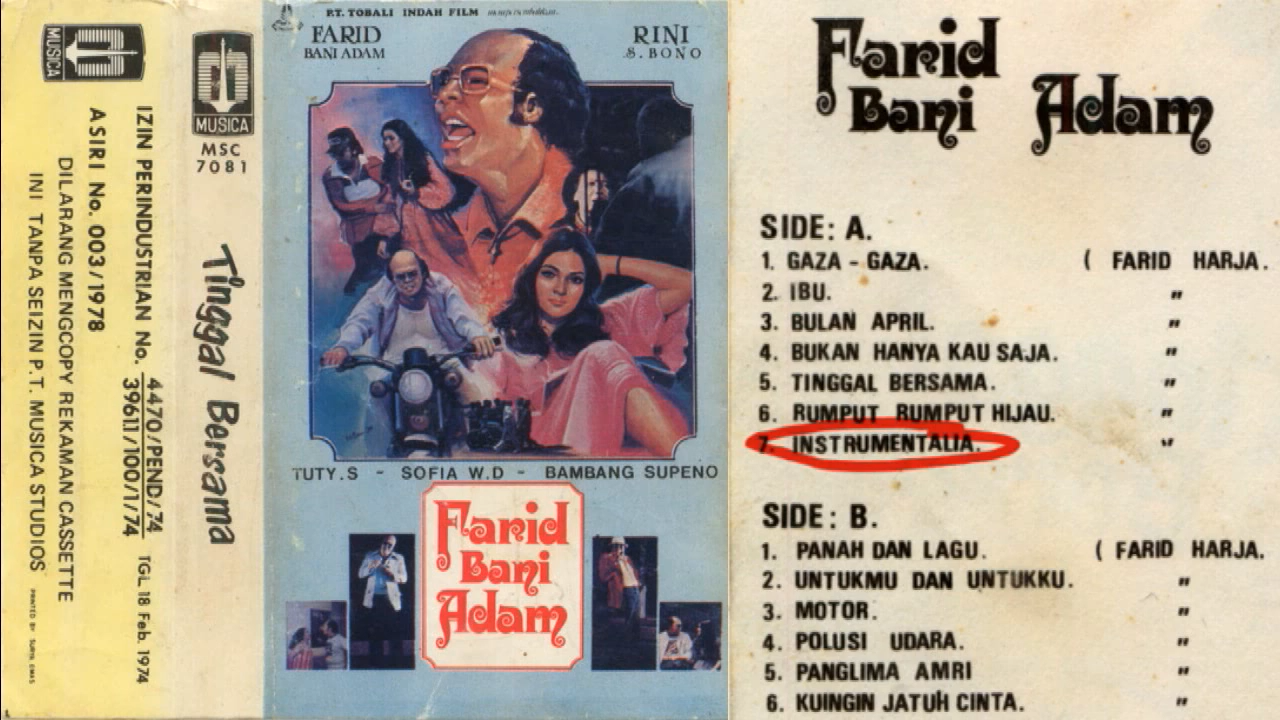 MUSICA
IZIN PERINDUSTRIAN No. 4470/PEND/74
3961.I/100/1/74
TGL 18 Feb. 1974
ASIRI No. 003/1978
DILARANG MENGCOPY REKAMAN CASSETTE
INI TANPA SEIZIN P.T. MUSICA STUDIOS
MUSICA
MSC
7081
Tinggal Bersama
P.T. TOBALI INDAH FILM
FARID
BANI ADAM
RINI
S. BONO
TUTY.S - SOFIA W.D - BAMBANG SUPENO
Farid
Bani
Adam
Farid
Bani Adam
SIDE: A.
1. GAZA - GAZA. ( FARID HARJA.
2. IBU. "
3. BULAN APRIL. "
4. BUKAN HANYA KAU SAJA. "
5. TINGGAL BERSAMA. "
6. RUMPUT RUMPUT HIJAU. "
7. INSTRUMENTALIA. "
SIDE: B.
1. PANAH DAN LAGU. ( FARID HARJA.
2. UNTUKMU DAN UNTUKKU. "
3. MOTOR. "
4. POLUSI UDARA. "
5. PANGLIMA AMRI "
6. KUINGIN JATUH CINTA. "